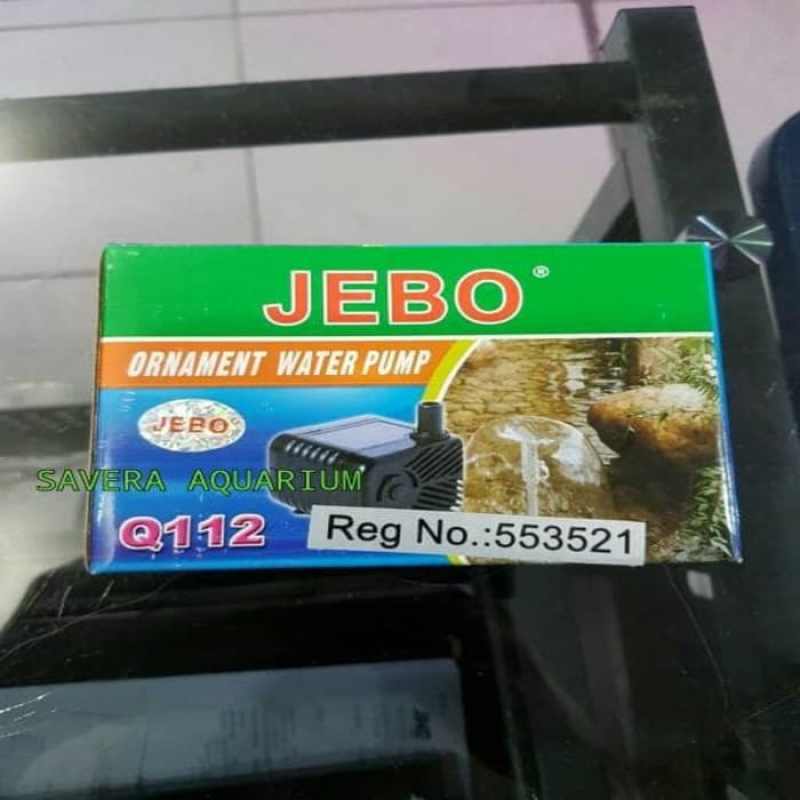 JEBO®
ORNAMENT WATER PUMP
JEBO
SAVERA AQUARIUM
Q112
Reg No.:553521